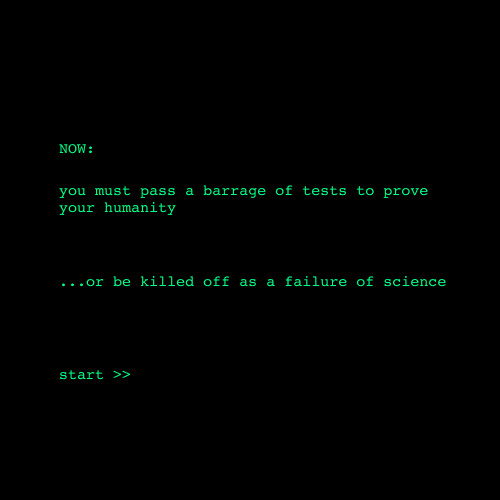 NOW:
you must pass a barrage of tests to prove
your humanity
...or be killed off as a failure of science
start >>